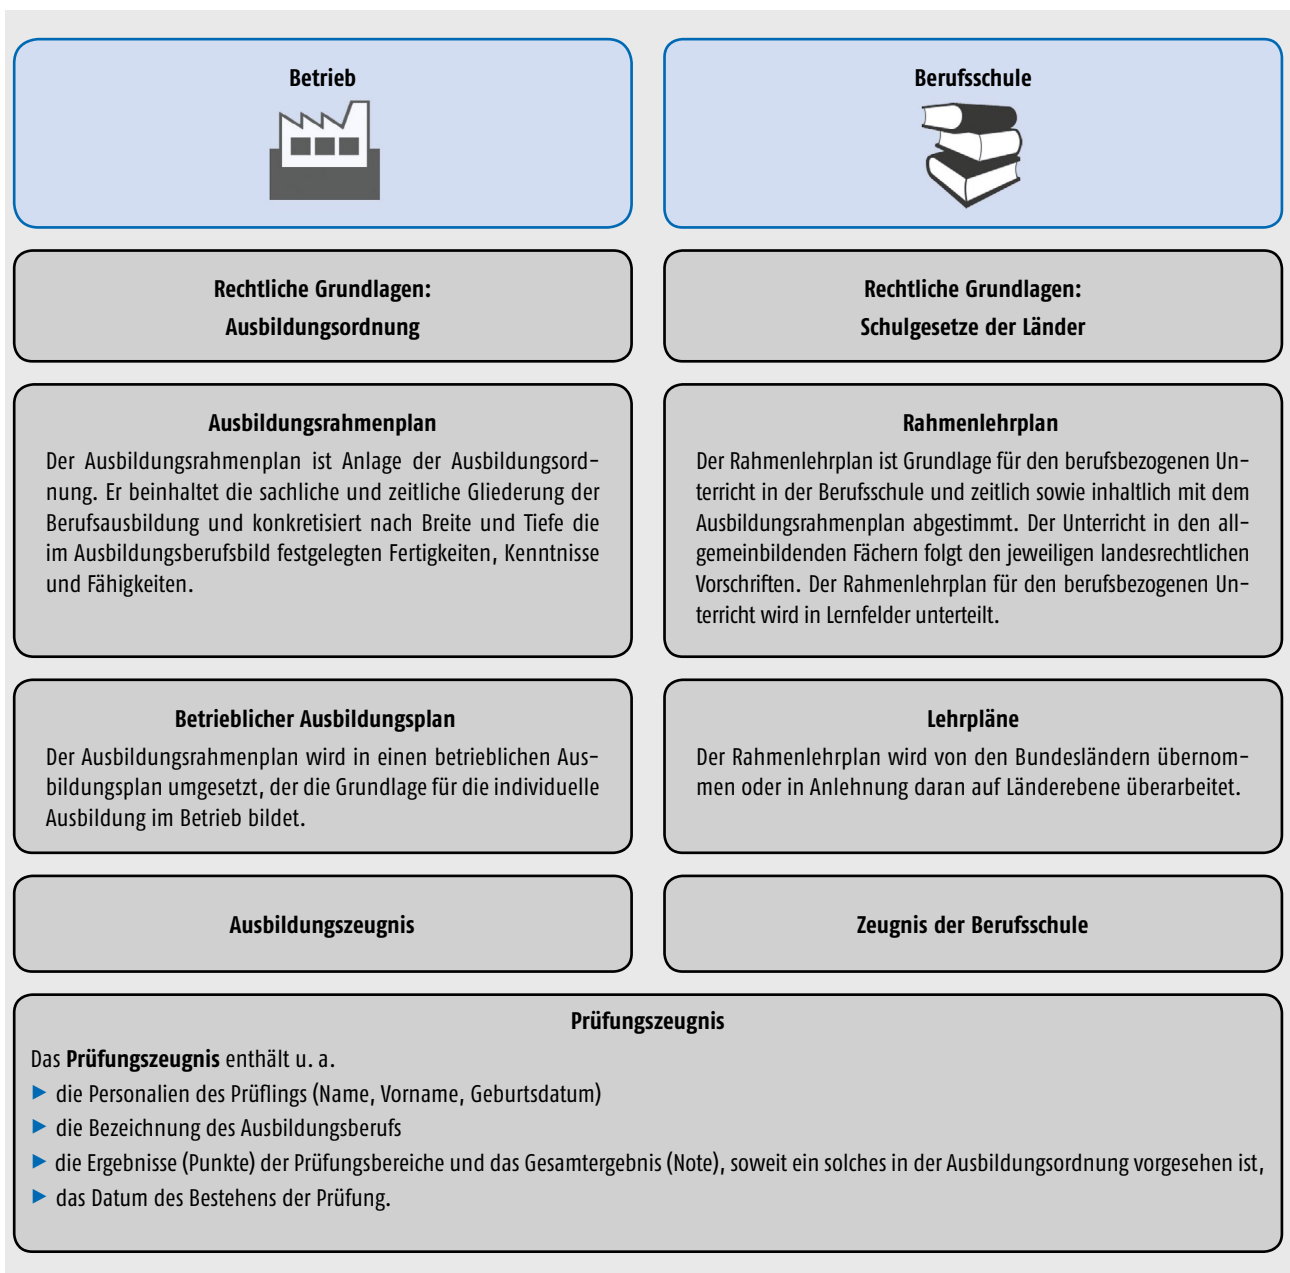 Betrieb
Berufsschule
Rechtliche Grundlagen:
Ausbildungsordnung
Rechtliche Grundlagen:
Schulgesetze der Länder
Ausbildungsrahmenplan
Der Ausbildungsrahmenplan ist Anlage der Ausbildungsord-
nung. Er beinhaltet die sachliche und zeitliche Gliederung der
Berufsausbildung und konkretisiert nach Breite und Tiefe die
im Ausbildungsberufsbild festgelegten Fertigkeiten, Kenntnisse
und Fähigkeiten.
Rahmenlehrplan
Der Rahmenlehrplan ist Grundlage für den berufsbezogenen Un-
terricht in der Berufsschule und zeitlich sowie inhaltlich mit dem
Ausbildungsrahmenplan abgestimmt. Der Unterricht in den all-
gemeinbildenden Fächern folgt den jeweiligen landesrechtlichen
Vorschriften. Der Rahmenlehrplan für den berufsbezogenen Un-
terricht wird in Lernfelder unterteilt.
Betrieblicher Ausbildungsplan
Der Ausbildungsrahmenplan wird in einen betrieblichen Aus-
bildungsplan umgesetzt, der die Grundlage für die individuelle
Ausbildung im Betrieb bildet.
Lehrpläne
Der Rahmenlehrplan wird von den Bundesländern übernom-
men oder in Anlehnung daran auf Länderebene überarbeitet.
Ausbildungszeugnis
Zeugnis der Berufsschule
Prüfungszeugnis
Das Prüfungszeugnis enthält u. a.
▶ die Personalien des Prüflings (Name, Vorname, Geburtsdatum)
▶ die Bezeichnung des Ausbildungsberufs
▶ die Ergebnisse (Punkte) der Prüfungsbereiche und das Gesamtergebnis (Note), soweit ein solches in der Ausbildungsordnung vorgesehen ist,
▶ das Datum des Bestehens der Prüfung.